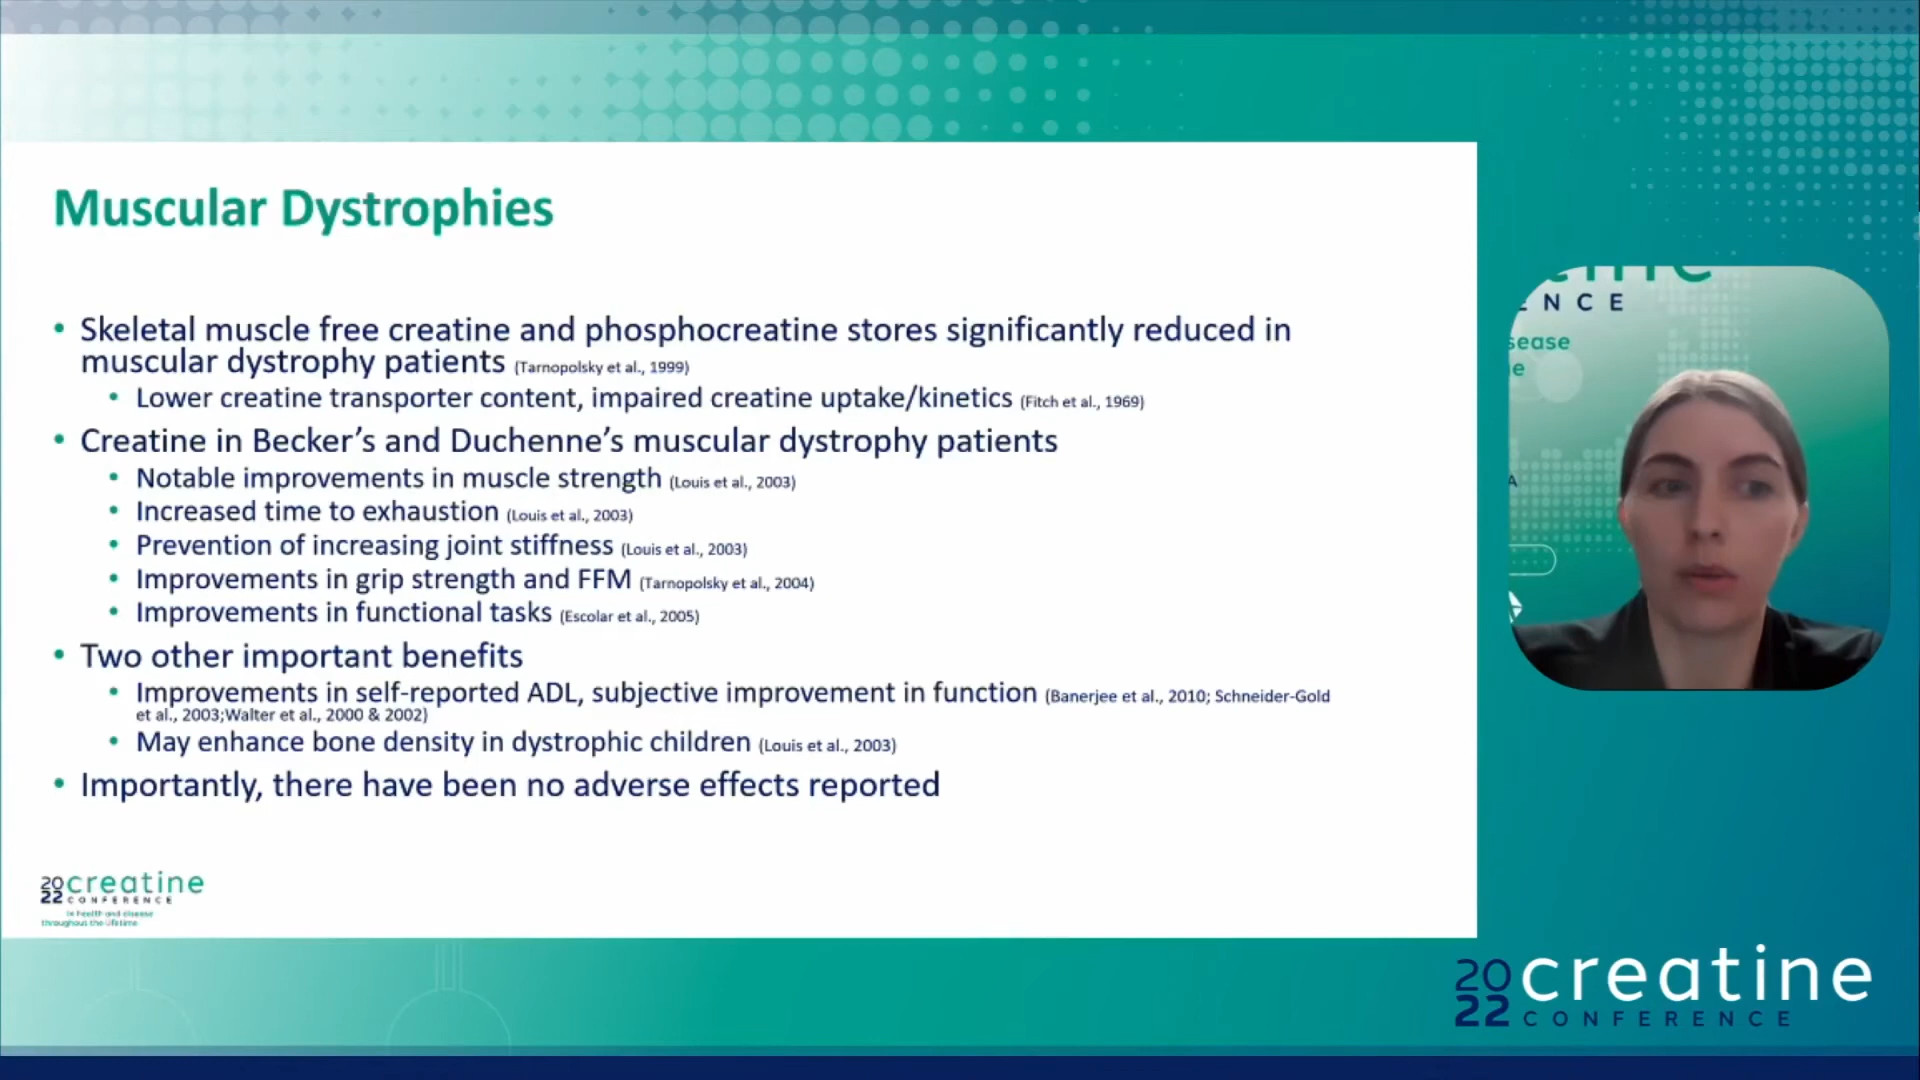 Muscular Dystrophies
• Skeletal muscle free creatine and phosphocreatine stores significantly reduced in
muscular dystrophy patients (Tarnopolsky et al., 1999)
• Lower creatine transporter content, impaired creatine uptake/kinetics (Fitch et al., 1969)
• Creatine in Becker's and Duchenne's muscular dystrophy patients
• Notable improvements in muscle strength (Louis et al., 2003)
• Increased time to exhaustion (Louis et al., 2003)
• Prevention of increasing joint stiffness (Louis et al., 2003)
• Improvements in grip strength and FFM (Tarnopolsky et al., 2004)
• Improvements in functional tasks (Escolar et al., 2005)
• Two other important benefits
• Improvements in self-reported ADL, subjective improvement in function (Banerjee et al., 2010; Schneider-Gold
et al., 2003;Walter et al., 2000 & 2002)
• May enhance bone density in dystrophic children (Louis et al., 2003)
• Importantly, there have been no adverse effects reported
2022 creatine
CONFERENCE
In health and disease
throughout the lifetime
ENCE
sease
e
A
2022 creatine
CONFERENCE